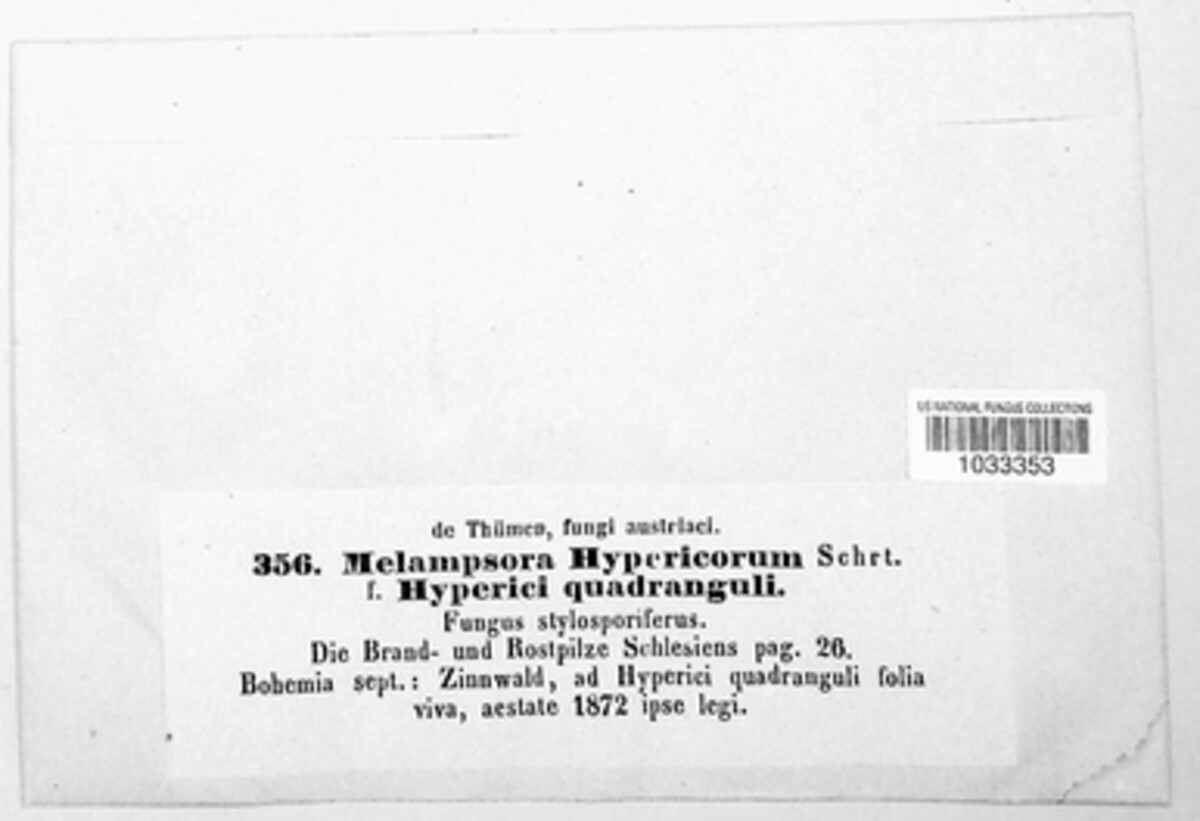 US NATIONAL FUNGUS COLLECTIONS
1033353
de Thümen, fungi austriaci.
356. Melampsora Hypericorum Schrt.
f. Hyperici quadranguli.
Fungus stylosporiferus.
Die Brand- und Rostpilze Schlesiens pag. 26.
Bohemia sept.: Zinnwald, ad Hyperici quadranguli folia
viva, aestate 1872 ipse legi.